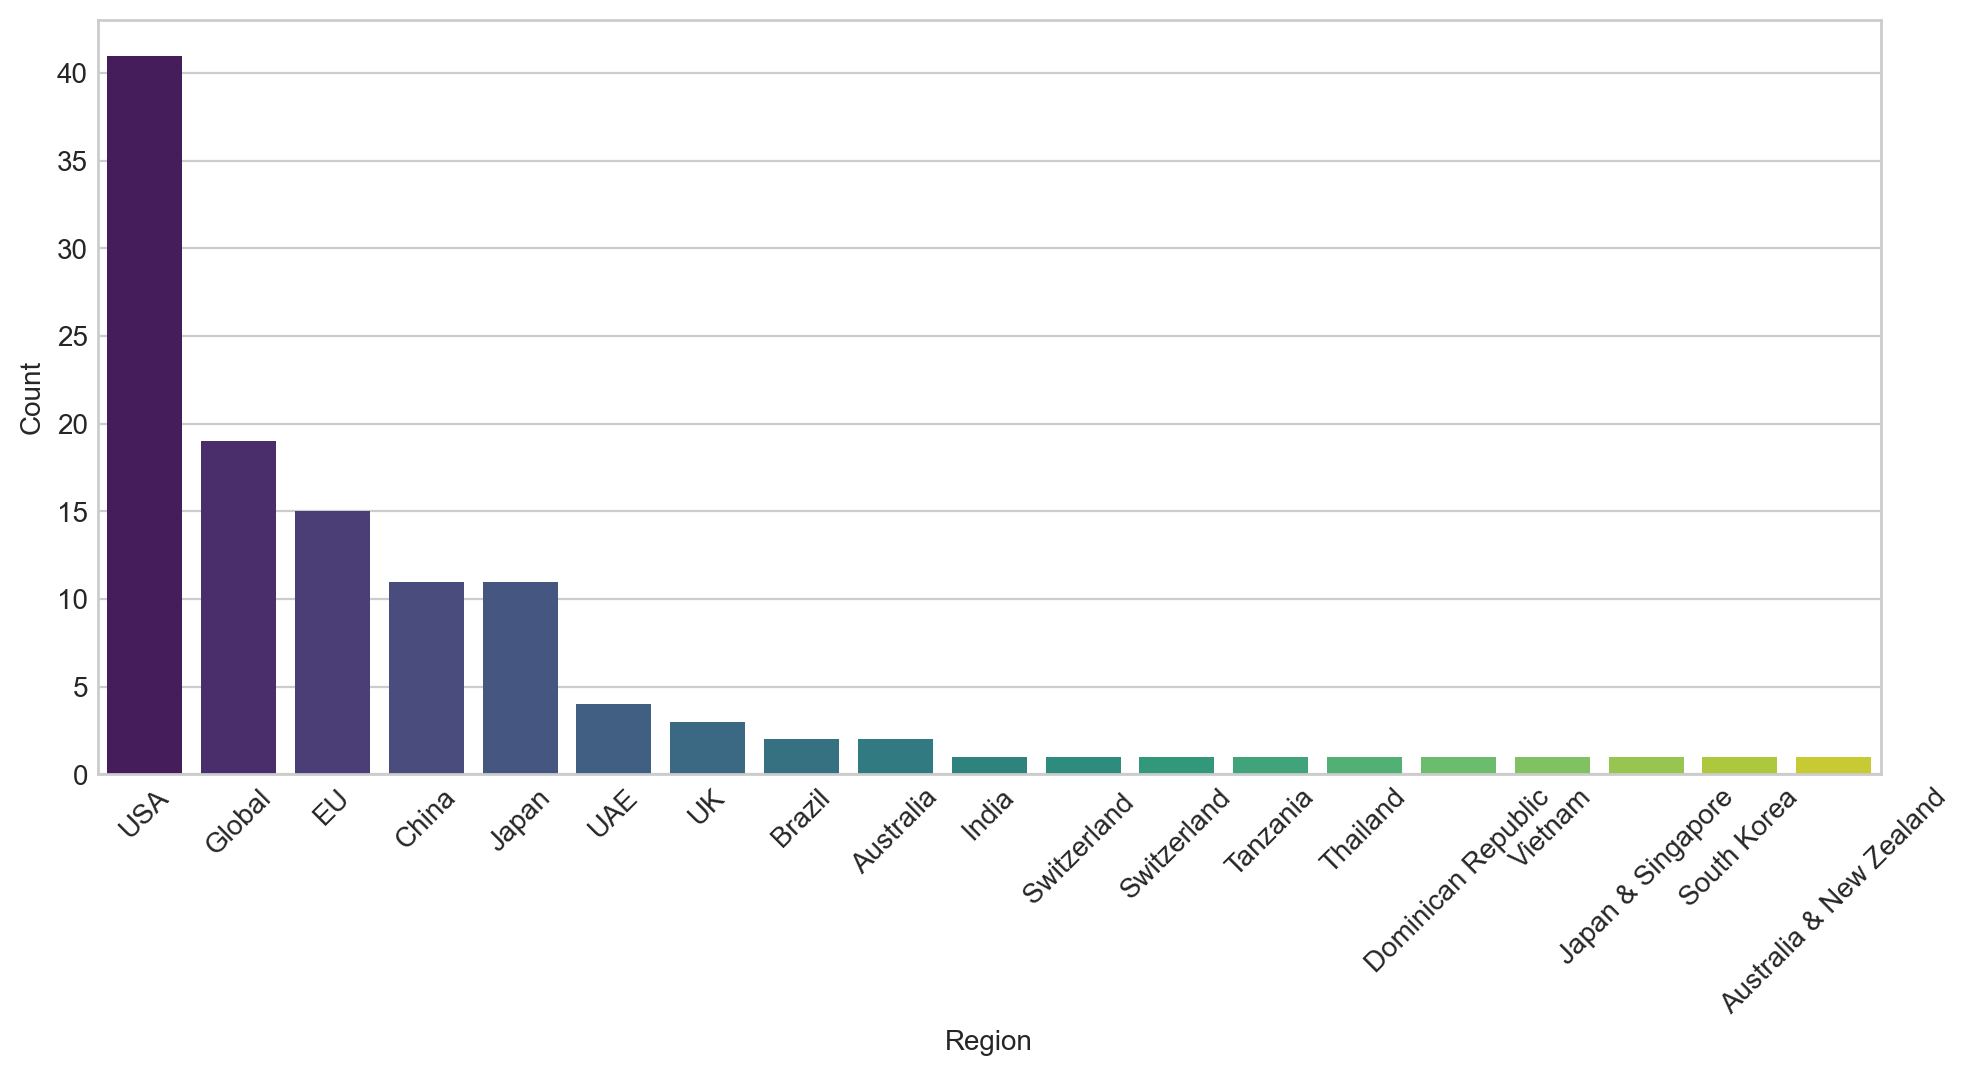 40
35
30
25
20
15
10
5
0
Count
USA
Global
EU
China
Japan
UAE
UK
Brazil
Australia
India
Switzerland
Switzerland
Tanzania
Thailand
Dominican Republic
Vietnam
Japan & Singapore
South Korea
Australia & New Zealand
Region